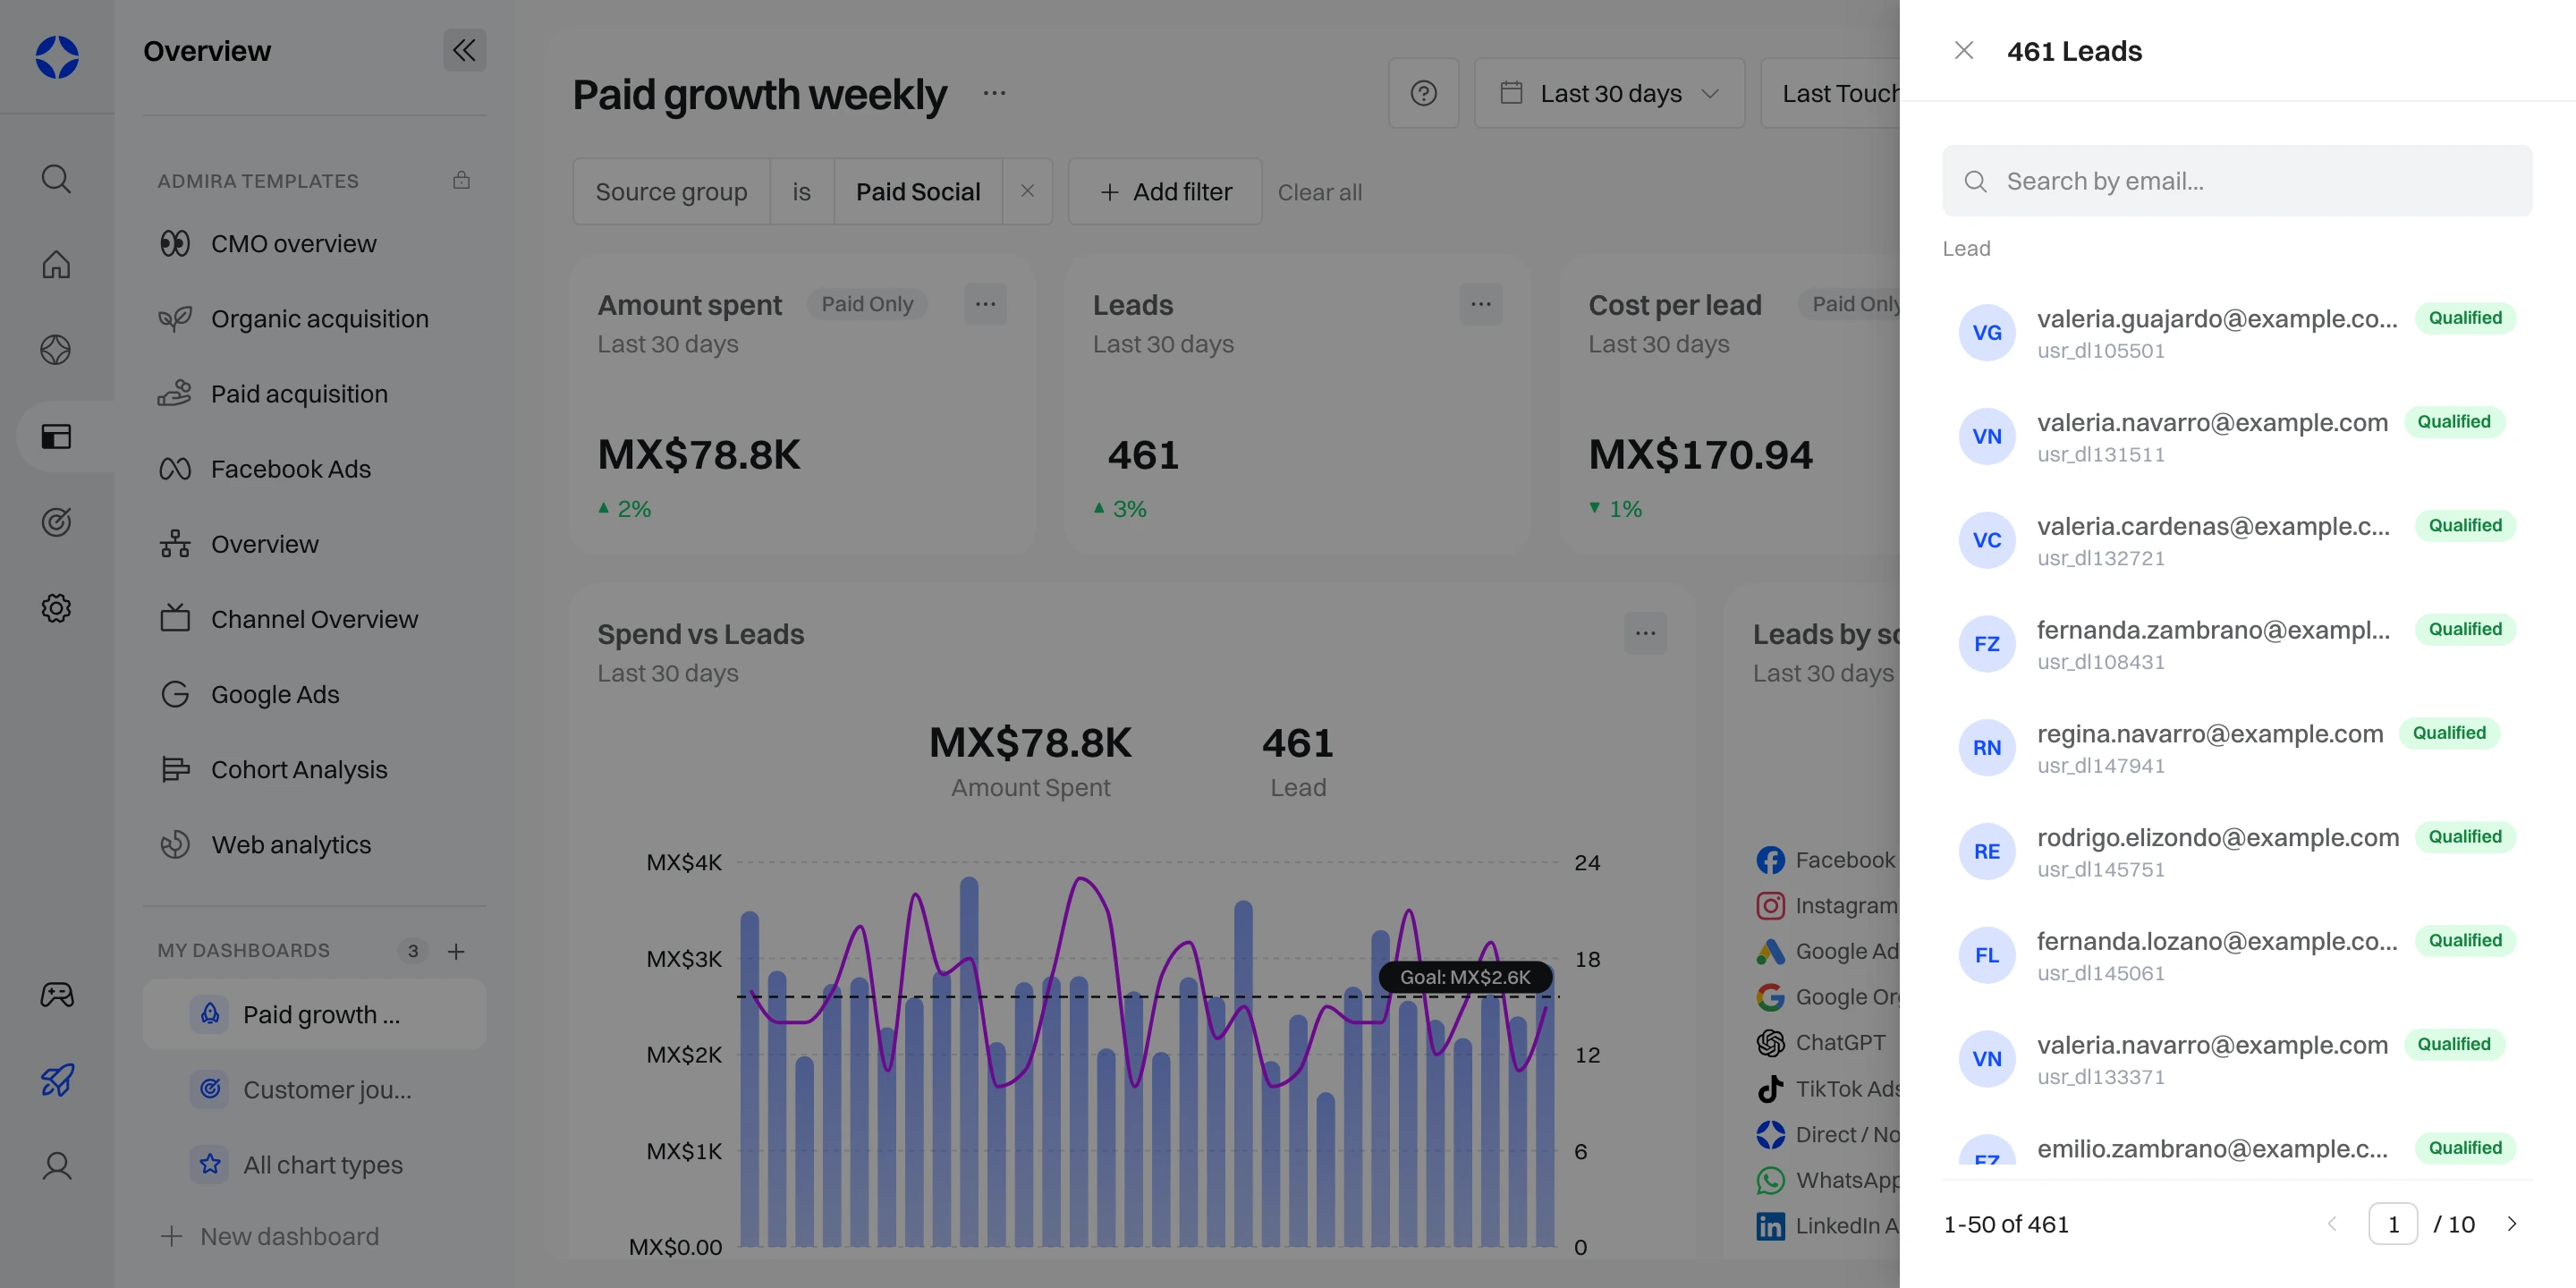 Overview
ADMIRA TEMPLATES
CMO overview
Organic acquisition
Paid acquisition
Facebook Ads
Overview
Channel Overview
Google Ads
Cohort Analysis
Web analytics
MY DASHBOARDS 3
Paid growth ...
Customer jou...
All chart types
New dashboard
Paid growth weekly ...
Last 30 days
Last Touch
Source group is Paid Social
Add filter
Clear all
Amount spent Paid Only
Last 30 days
MX$78.8K
2%
Leads
Last 30 days
461
3%
Cost per lead Paid Only
Last 30 days
MX$170.94
1%
Spend vs Leads
Last 30 days
MX$78.8K
Amount Spent
461
Lead
MX$4K
MX$3K
MX$2K
MX$1K
MX$0.00
Goal: MX$2.6K
24
18
12
6
0
Leads by so
Last 30 days
Facebook
Instagram
Google Ad
Google Or
ChatGPT
TikTok Ads
Direct / No
WhatsApp
LinkedIn A
461 Leads
Search by email...
Lead
VG valeria.guajardo@example.co... Qualified
usr_dl105501
VN valeria.navarro@example.com Qualified
usr_dl131511
VC valeria.cardenas@example.c... Qualified
usr_dl132721
FZ fernanda.zambrano@exampl... Qualified
usr_dl108431
RN regina.navarro@example.com Qualified
usr_dl147941
RE rodrigo.elizondo@example.com Qualified
usr_dl145751
FL fernanda.lozano@example.co... Qualified
usr_dl145061
VN valeria.navarro@example.com Qualified
usr_dl133371
EZ emilio.zambrano@example.c... Qualified
1-50 of 461
1 / 10